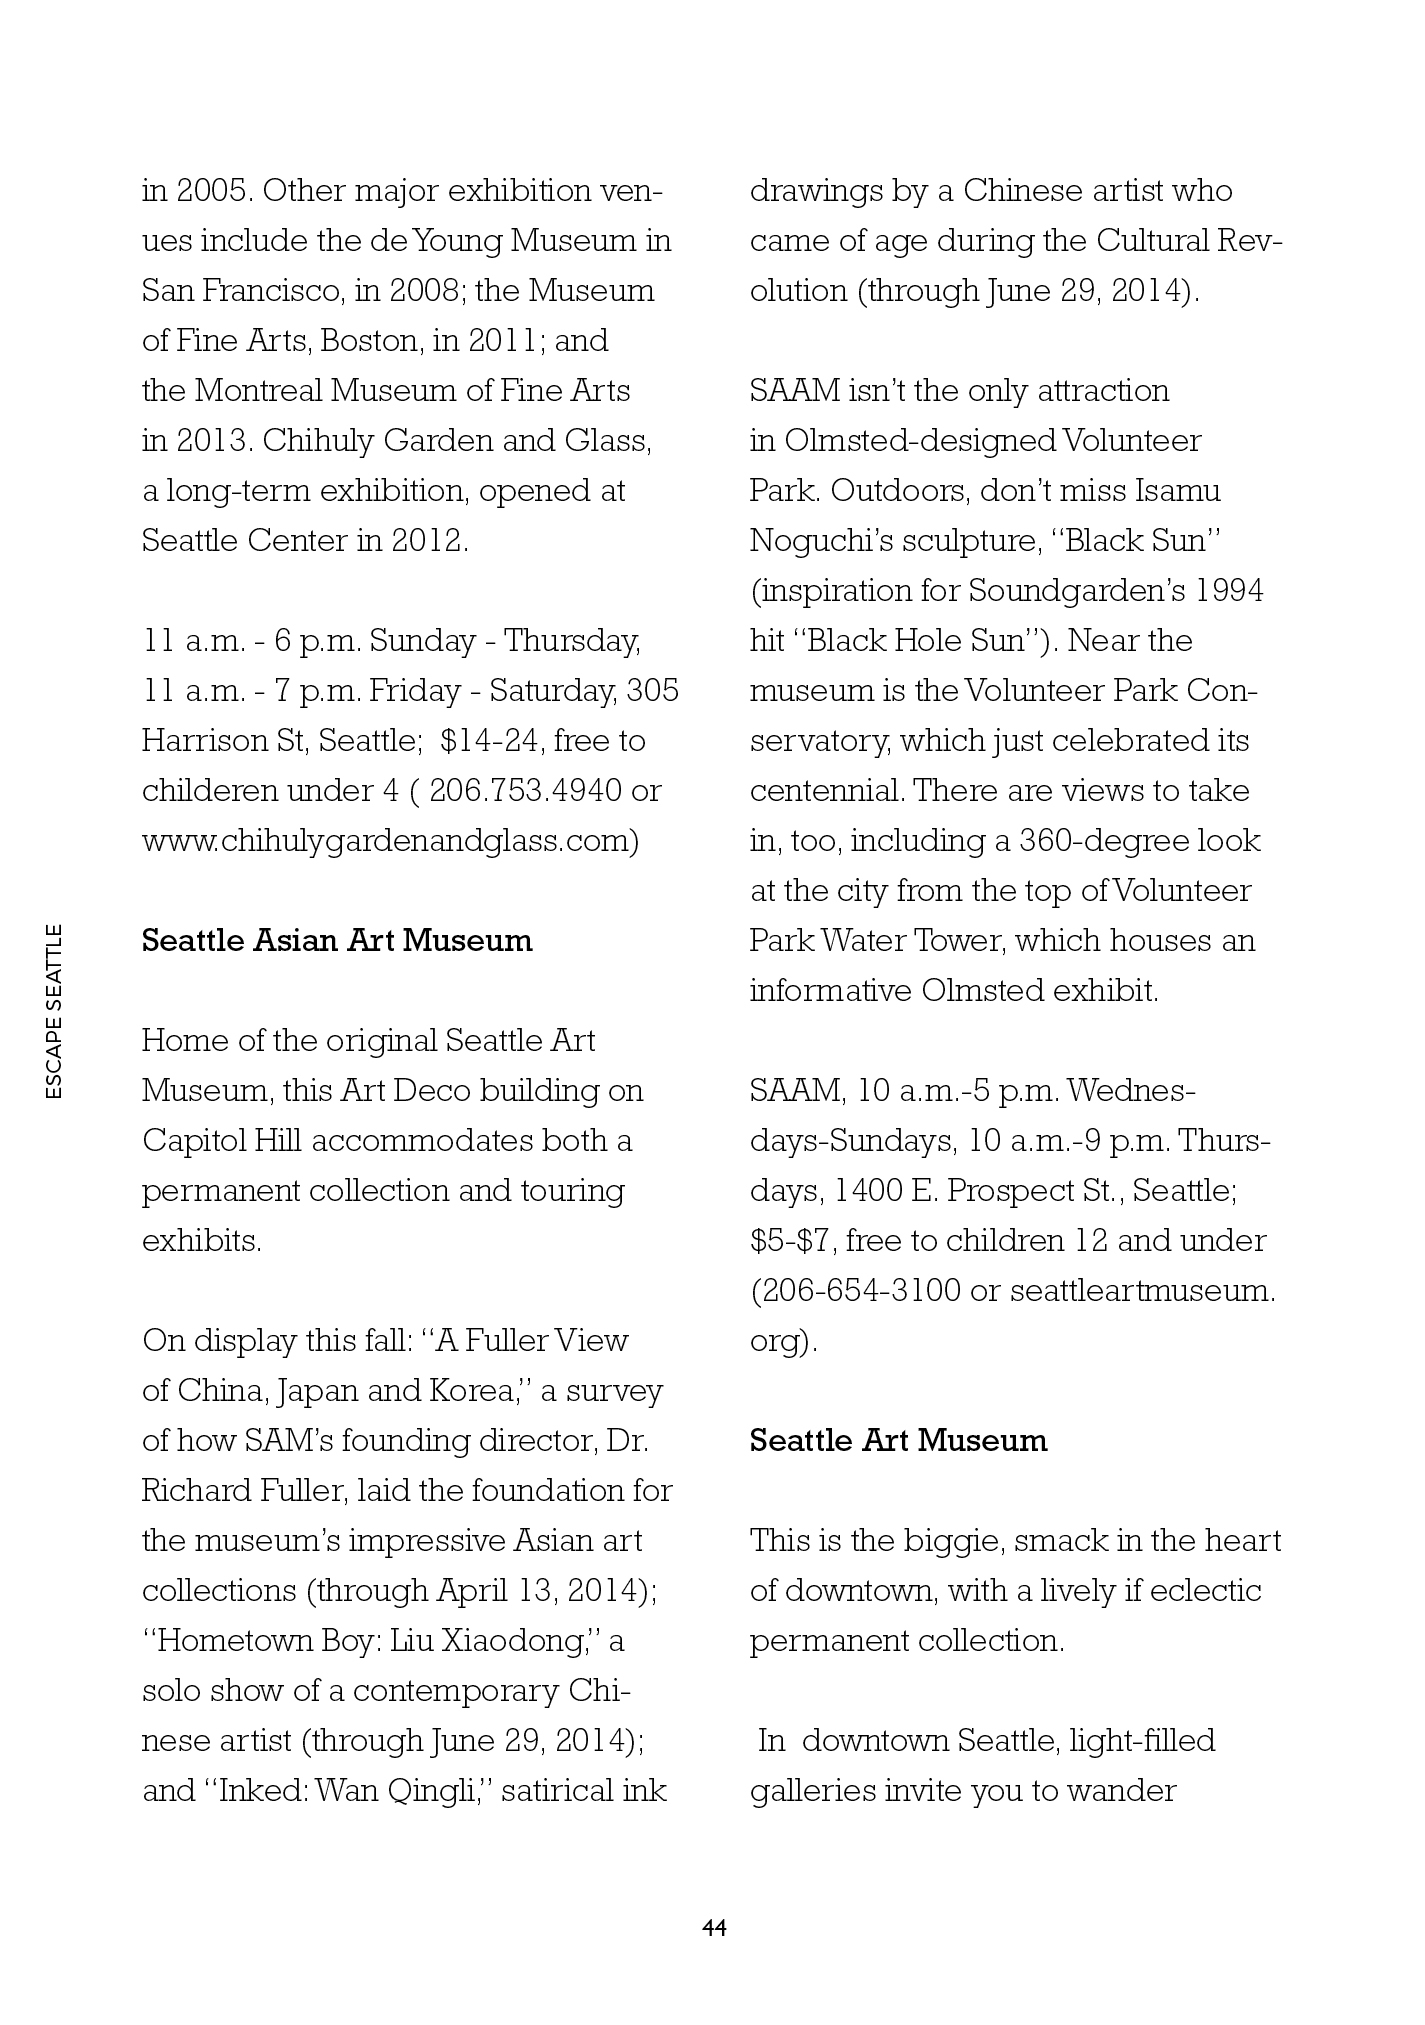 in 2005. Other major exhibition ven-
ues include the de Young Museum in
San Francisco, in 2008; the Museum
of Fine Arts, Boston, in 2011; and
the Montreal Museum of Fine Arts
in 2013. Chihuly Garden and Glass,
a long-term exhibition, opened at
Seattle Center in 2012.
11 a.m. - 6 p.m. Sunday - Thursday,
11 a.m. - 7 p.m. Friday - Saturday, 305
Harrison St, Seattle;  $14-24, free to
childeren under 4 ( 206.753.4940 or
www.chihulygardenandglass.com)
Seattle Asian Art Museum
Home of the original Seattle Art
Museum, this Art Deco building on
Capitol Hill accommodates both a
permanent collection and touring
exhibits.
On display this fall: “A Fuller View
of China, Japan and Korea,” a survey
of how SAM’s founding director, Dr.
Richard Fuller, laid the foundation for
the museum’s impressive Asian art
collections (through April 13, 2014);
“Hometown Boy: Liu Xiaodong,” a
solo show of a contemporary Chi-
nese artist (through June 29, 2014);
and “Inked: Wan Qingli,” satirical ink
drawings by a Chinese artist who
came of age during the Cultural Rev-
olution (through June 29, 2014).
SAAM isn’t the only attraction
in Olmsted-designed Volunteer
Park. Outdoors, don’t miss Isamu
Noguchi’s sculpture, “Black Sun”
(inspiration for Soundgarden’s 1994
hit “Black Hole Sun”). Near the
museum is the Volunteer Park Con-
servatory, which just celebrated its
centennial. There are views to take
in, too, including a 360-degree look
at the city from the top of Volunteer
Park Water Tower, which houses an
informative Olmsted exhibit.
SAAM, 10 a.m.-5 p.m. Wednes-
days-Sundays, 10 a.m.-9 p.m. Thurs-
days, 1400 E. Prospect St., Seattle;
$5-$7, free to children 12 and under
(206-654-3100 or seattleartmuseum.
org).
Seattle Art Museum
This is the biggie, smack in the heart
of downtown, with a lively if eclectic
permanent collection.
In  downtown Seattle, light-filled
galleries invite you to wander
ESCAPE SEATTLE
44